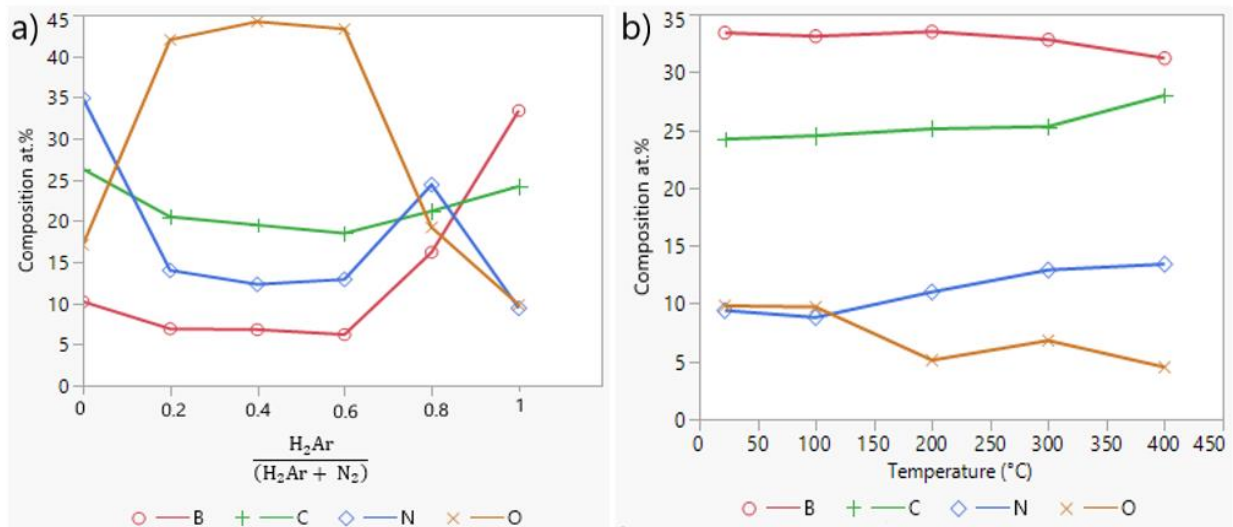 a)
Composition at.%
45
40
35
30
25
20
15
10
5
0
0 0.2 0.4 0.6 0.8 1
H₂Ar
(H₂Ar + N₂)
B C N O
b)
Composition at.%
35
30
25
20
15
10
5
0
0 50 100 150 200 250 300 350 400 450
Temperature (°C)
B C N O